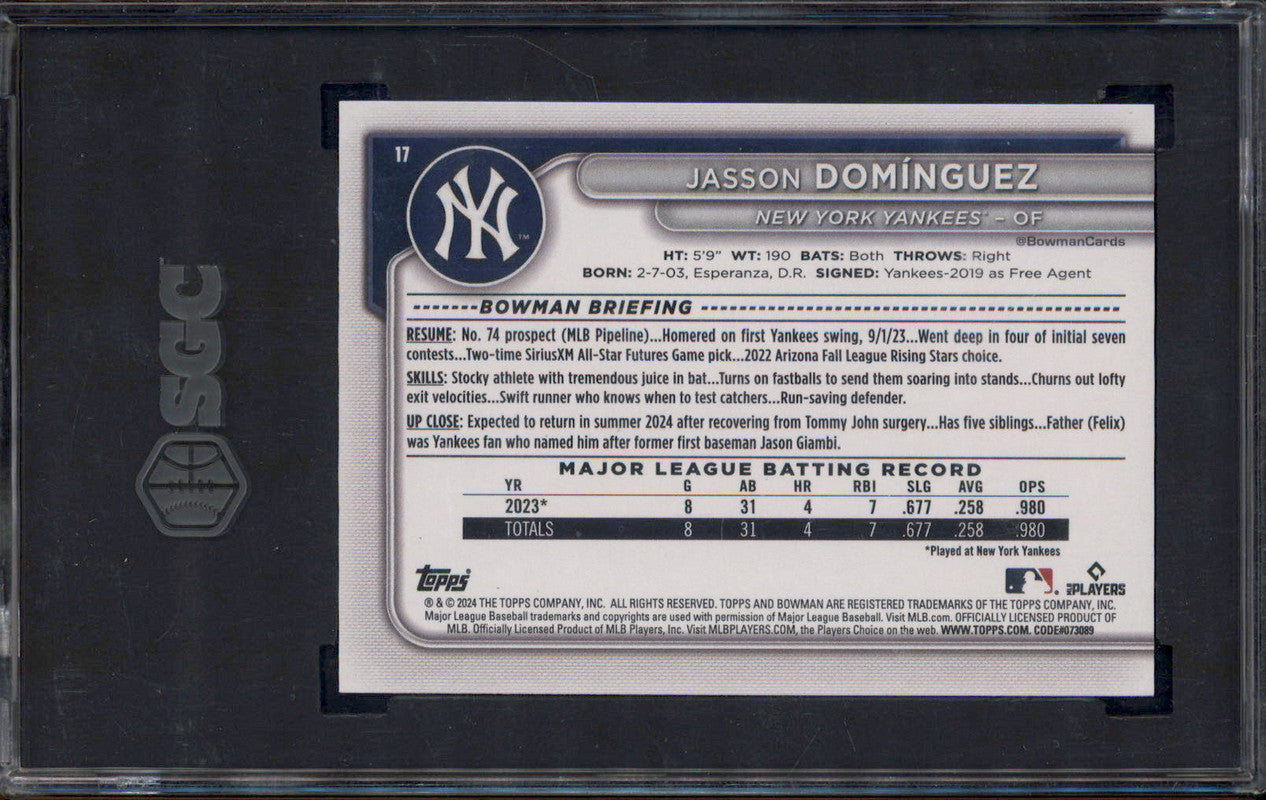 SGC
17
JASSON DOMÍNGUEZ
NY ™
NEW YORK YANKEES® – OF
@BowmanCards
HT: 5'9" WT: 190 BATS: Both THROWS: Right
BORN: 2-7-03, Esperanza, D.R. SIGNED: Yankees-2019 as Free Agent
BOWMAN BRIEFING
RESUME: No. 74 prospect (MLB Pipeline)...Homered on first Yankees swing, 9/1/23...Went deep in four of initial seven
contests...Two-time SiriusXM All-Star Futures Game pick...2022 Arizona Fall League Rising Stars choice.
SKILLS: Stocky athlete with tremendous juice in bat...Turns on fastballs to send them soaring into stands...Churns out lofty
exit velocities...Swift runner who knows when to test catchers...Run-saving defender.
UP CLOSE: Expected to return in summer 2024 after recovering from Tommy John surgery...Has five siblings...Father (Felix)
was Yankees fan who named him after former first baseman Jason Giambi.
MAJOR LEAGUE BATTING RECORD
YR G AB HR RBI SLG AVG OPS
2023* 8 31 4 7 .677 .258 .980
TOTALS 8 31 4 7 .677 .258 .980
*Played at New York Yankees
Topps
MLB PLAYERS
® & © 2024 THE TOPPS COMPANY, INC. ALL RIGHTS RESERVED. TOPPS AND BOWMAN ARE REGISTERED TRADEMARKS OF THE TOPPS COMPANY, INC.
Major League Baseball trademarks and copyrights are used with permission of Major League Baseball. Visit MLB.com. OFFICIALLY LICENSED PRODUCT OF
MLB. Officially Licensed Product of MLB Players, Inc. Visit MLBPLAYERS.COM, the Players Choice on the web. WWW.TOPPS.COM. CODE#073089